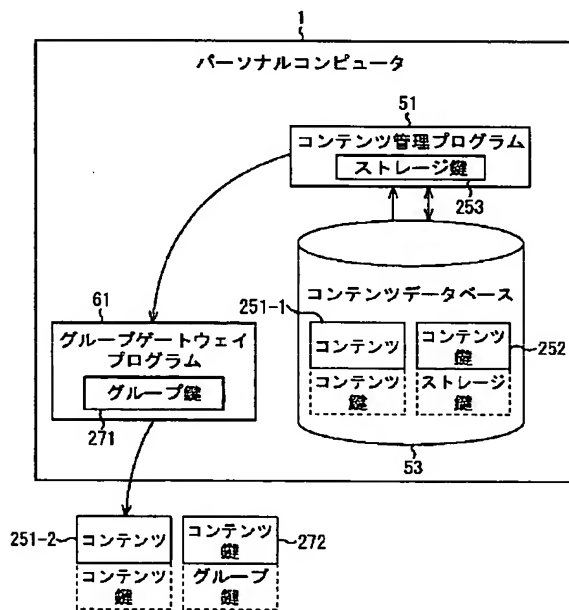 1
パーソナルコンピュータ
51
コンテンツ管理プログラム
ストレージ鍵
253
251-1
コンテンツデータベース
コンテンツ
コンテンツ
鍵
コンテンツ
鍵
252
ストレージ
鍵
53
61
グループゲートウェイ
プログラム
グループ鍵
271
251-2
コンテンツ
コンテンツ
鍵
コンテンツ
鍵
272
グループ
鍵